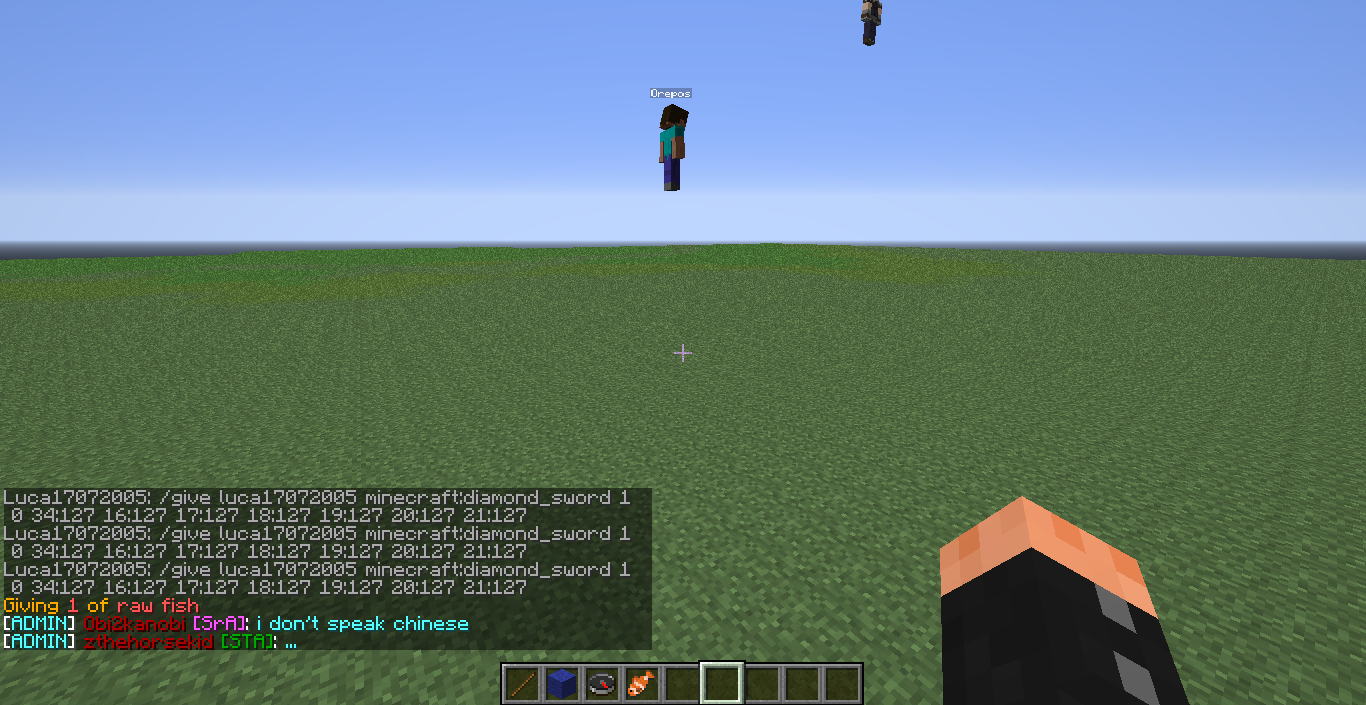 Orepos
Luca17072005: /give luca17072005 minecraft:diamond_sword 1
0 34:127 16:127 17:127 18:127 19:127 20:127 21:127
Luca17072005: /give luca17072005 minecraft:diamond_sword 1
0 34:127 16:127 17:127 18:127 19:127 20:127 21:127
Luca17072005: /give luca17072005 minecraft:diamond_sword 1
0 34:127 16:127 17:127 18:127 19:127 20:127 21:127
Giving 1 of raw fish
[ADMIN] Obi2kanobi [SrA]: i don't speak chinese
[ADMIN] zthehorsekid [STA]: ...